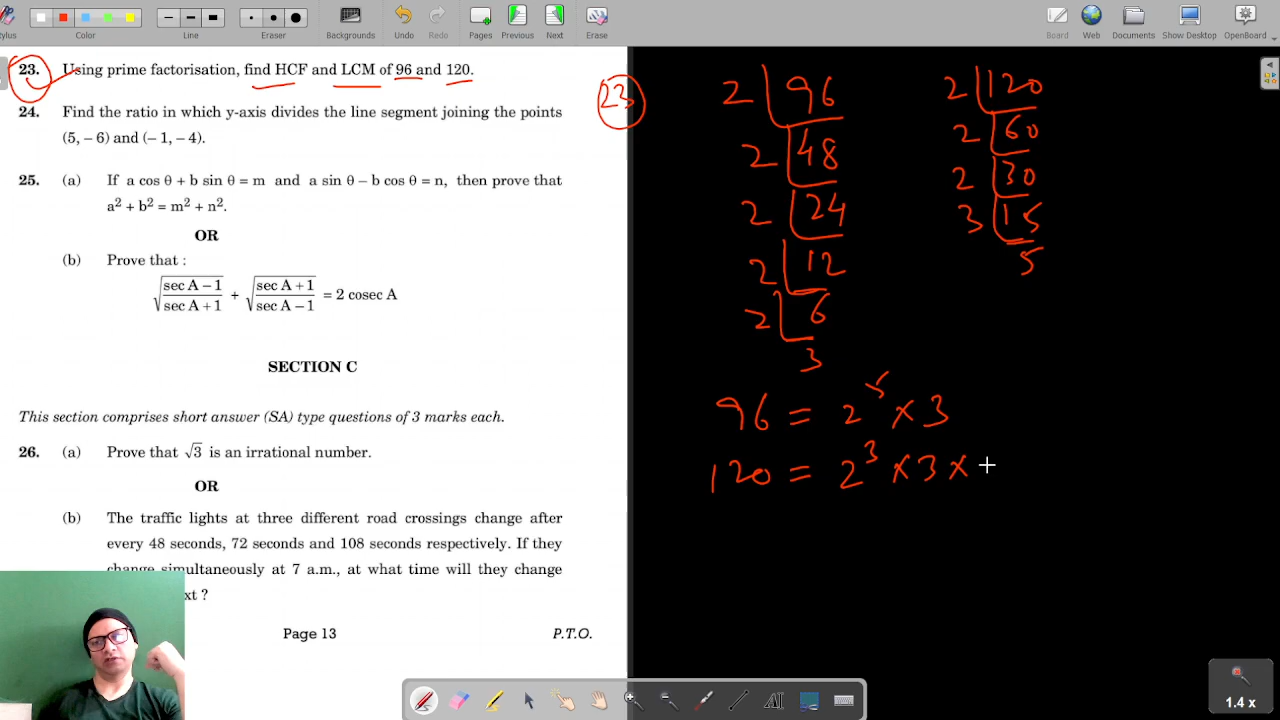 Stylus
Color
Line
Eraser
Backgrounds
Undo
Redo
Pages
Previous
Next
Erase
Board
Web
Documents
Show Desktop
OpenBoard
23. Using prime factorisation, find HCF and LCM of 96 and 120.
24. Find the ratio in which y-axis divides the line segment joining the points
(5, – 6) and (– 1, – 4).
25. (a) If a cos θ + b sin θ = m and a sin θ – b cos θ = n, then prove that
a² + b² = m² + n².
OR
(b) Prove that :
√((sec A – 1)/(sec A + 1)) + √((sec A + 1)/(sec A – 1)) = 2 cosec A
SECTION C
This section comprises short answer (SA) type questions of 3 marks each.
26. (a) Prove that √3 is an irrational number.
OR
(b) The traffic lights at three different road crossings change after
every 48 seconds, 72 seconds and 108 seconds respectively. If they
change simultaneously at 7 a.m., at what time will they change
xt ?
Page 13
P.T.O.
23
2 96
2 48
2 24
2 12
2 6
3
2 120
2 60
2 30
3 15
5
96 = 2⁵ × 3
120 = 2³ × 3 ×
1.4 x